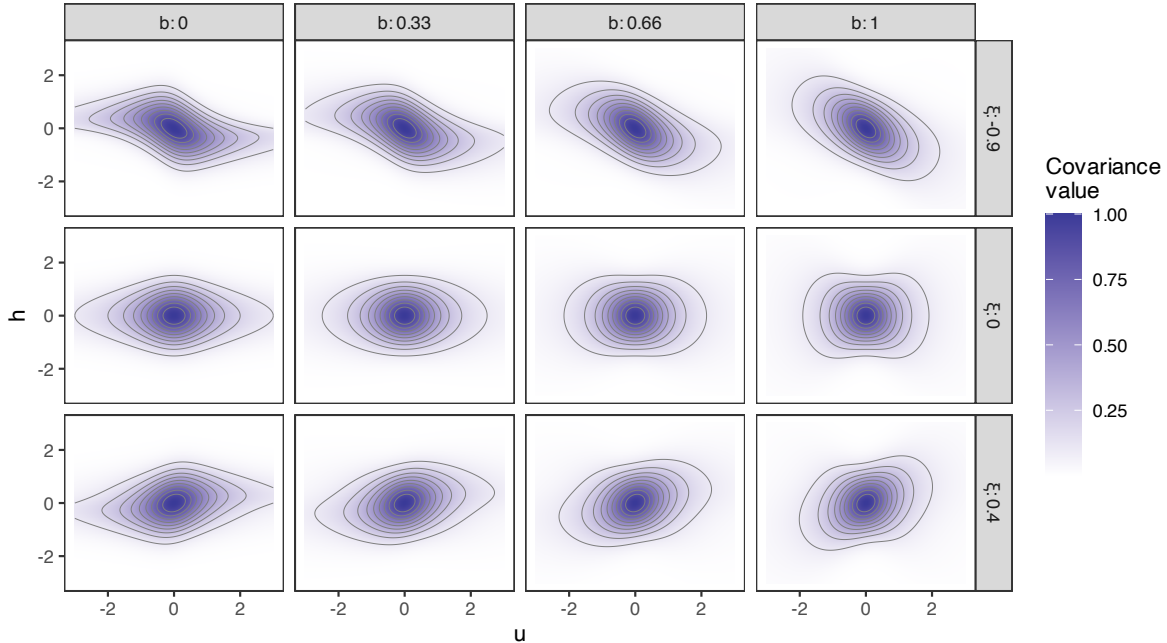 b: 0 b: 0.33 b: 0.66 b: 1
2
0
-2
ξ: -0.9
2
0
-2
ξ: 0
2
0
-2
ξ: 0.4
h
-2 0 2 -2 0 2 -2 0 2 -2 0 2
u
Covariance
value
1.00
0.75
0.50
0.25